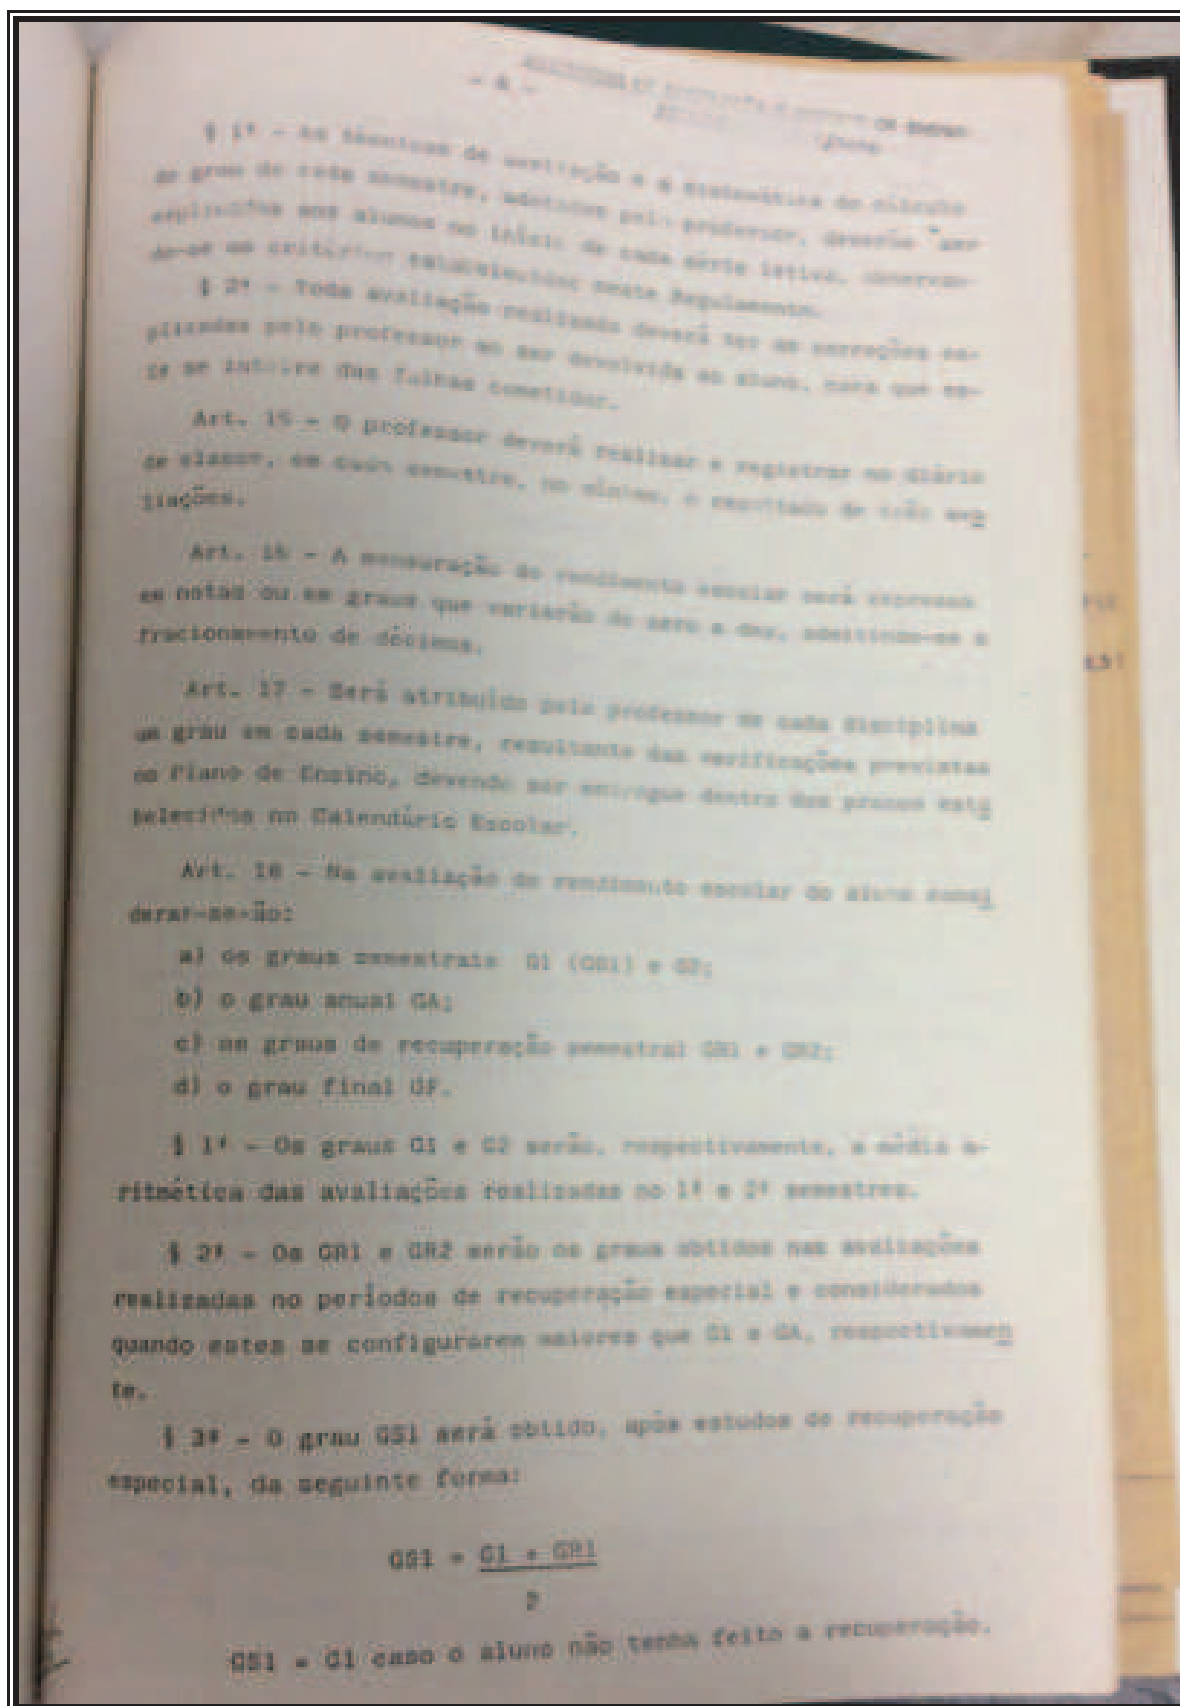 - 4 -
§ 1º - As técnicas de avaliação e a sistemática de cálculo
do grau de cada semestre, adotadas pelo professor, deverão ser
explicitas aos alunos no início de cada série letiva, observan-
do-se os critérios estabelecidos neste Regulamento.
§ 2º - Toda avaliação realizada deverá ter as correções ex-
plicadas pelo professor ao ser devolvida ao aluno, para que es-
te se inteire das falhas cometidas.
Art. 15 - O professor deverá realizar e registrar no diário
de classe, em cada semestre, no mínimo, o resultado de três ava
liações.
Art. 16 - A mensuração do rendimento escolar será expressa
em notas ou em graus que variarão de zero a dez, admitindo-se o
fracionamento de décimos.
Art. 17 - Será atribuído pelo professor de cada disciplina
um grau em cada semestre, resultante das verificações previstas
no Plano de Ensino, devendo ser entregue dentro dos prazos esta
belecidos no Calendário Escolar.
Art. 18 - Na avaliação do rendimento escolar do aluno consi
derar-se-ão:
a) os graus semestrais G1 (GS1) e G2;
b) o grau anual GA;
c) os graus de recuperação semestral GR1 e GR2;
d) o grau final GF.
§ 1º - Os graus G1 e G2 serão, respectivamente, a média a-
ritmética das avaliações realizadas no 1º e 2º semestres.
§ 2º - Os GR1 e GR2 serão os graus obtidos nas avaliações
realizadas no períodos de recuperação especial e considerados
quando estes se configurarem maiores que G1 e GA, respectivamen
te.
§ 3º - O grau GS1 será obtido, após estudos de recuperação
especial, da seguinte forma:
GS1 = G1 + GR1
2
GS1 = G1 caso o aluno não tenha feito a recuperação.